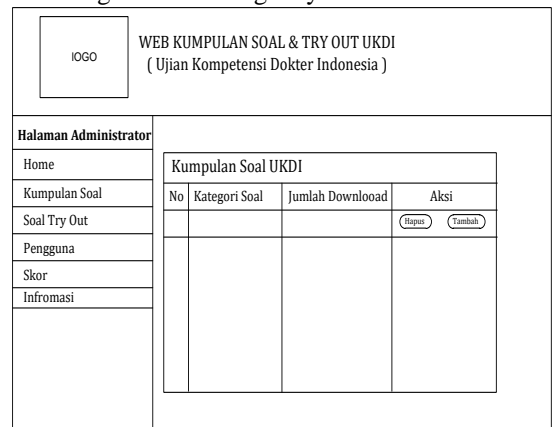 IOGO
WEB KUMPULAN SOAL & TRY OUT UKDI
( Ujian Kompetensi Dokter Indonesia )
Halaman Administrator
Home
Kumpulan Soal
Soal Try Out
Pengguna
Skor
Infromasi
Kumpulan Soal UKDI
No Kategori Soal Jumlah Downlooad Aksi
Hapus Tambah